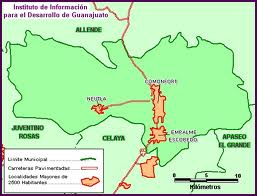 Instituto de Información
para el Desarrollo de Guanajuato
ALLENDE
COMONFORT
NEUTLA
JUVENTINO
ROSAS
CELAYA
EMPALME
ESCOBEDO
APASEO
EL GRANDE
Límite Municipal
Carreteras Pavimentadas
Localidades Mayores de
2500 Habitantes
0 5 10
Kilómetros